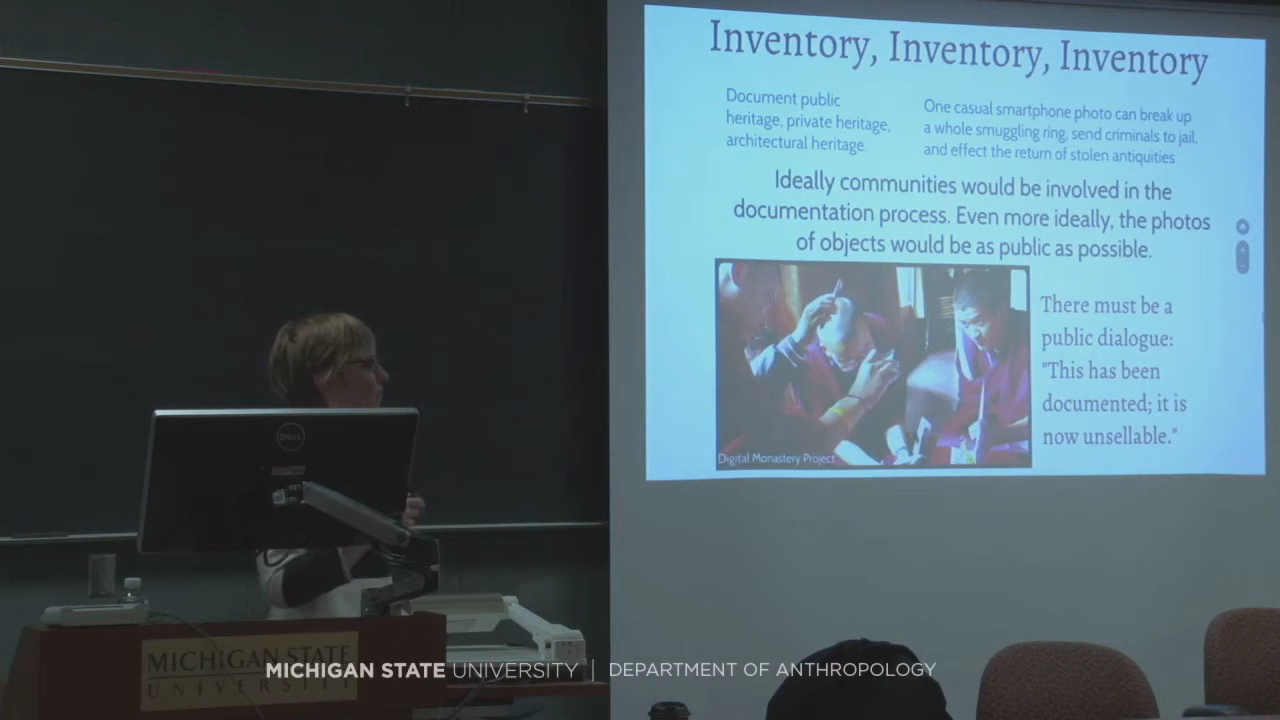 Inventory, Inventory, Inventory
Document public
heritage, private heritage,
architectural heritage.
One casual smartphone photo can break up
a whole smuggling ring, send criminals to jail,
and effect the return of stolen antiquities
Ideally communities would be involved in the
documentation process. Even more ideally, the photos
of objects would be as public as possible.
There must be a
public dialogue:
"This has been
documented; it is
now unsellable."
Digital Monastery Project
DELL
MICHIGAN STATE
UNIVERSITY
MICHIGAN STATE UNIVERSITY | DEPARTMENT OF ANTHROPOLOGY